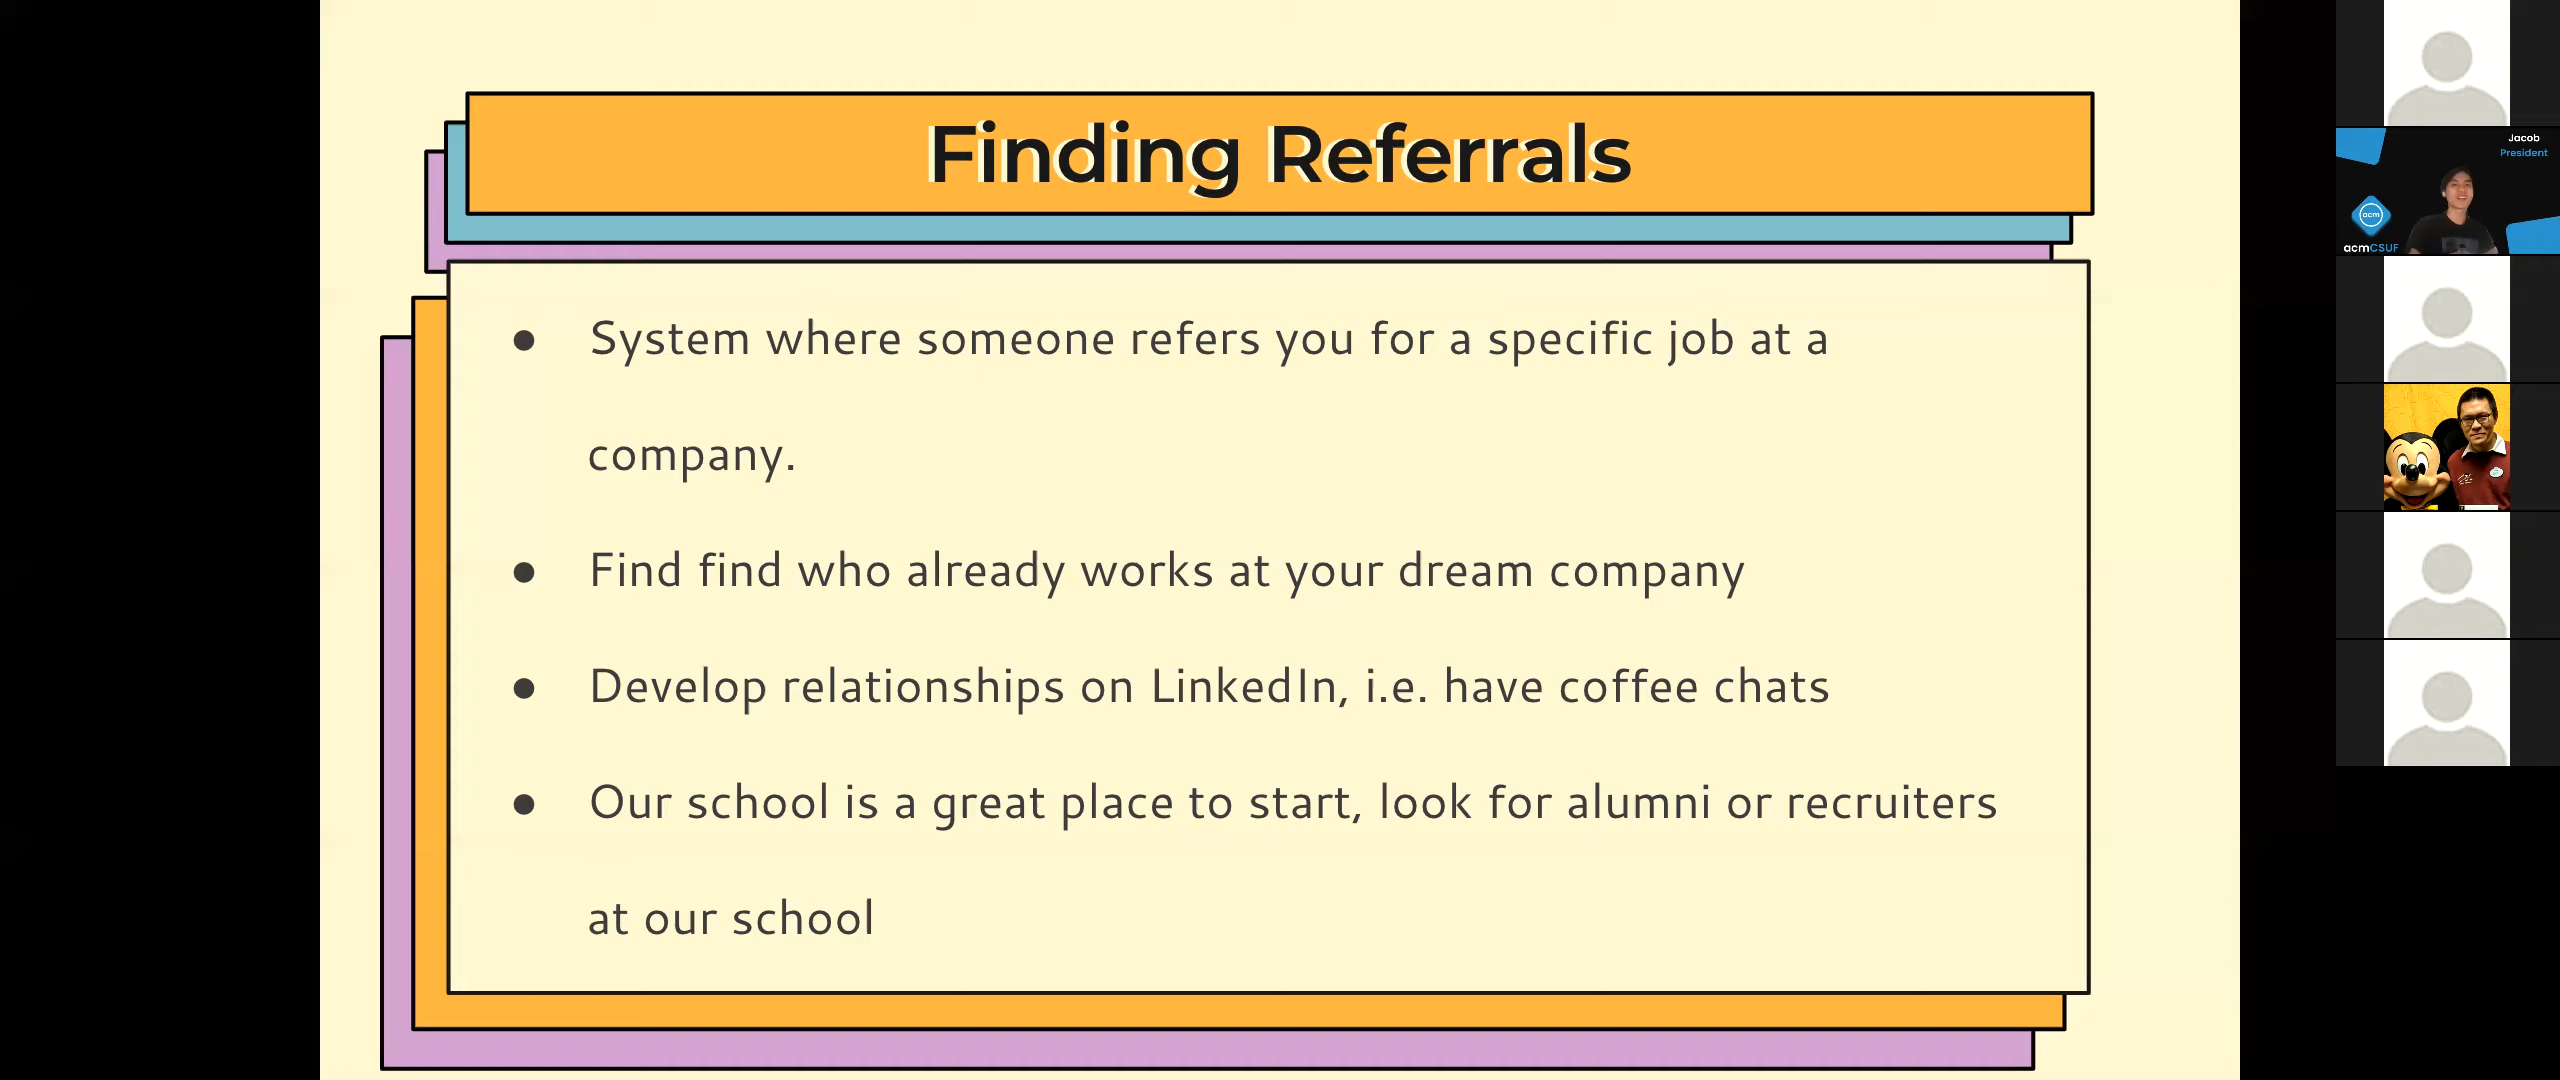 Finding Referrals
● System where someone refers you for a specific job at a
company.
● Find find who already works at your dream company
● Develop relationships on LinkedIn, i.e. have coffee chats
● Our school is a great place to start, look for alumni or recruiters
at our school
Jacob
President
acm
acmCSUF